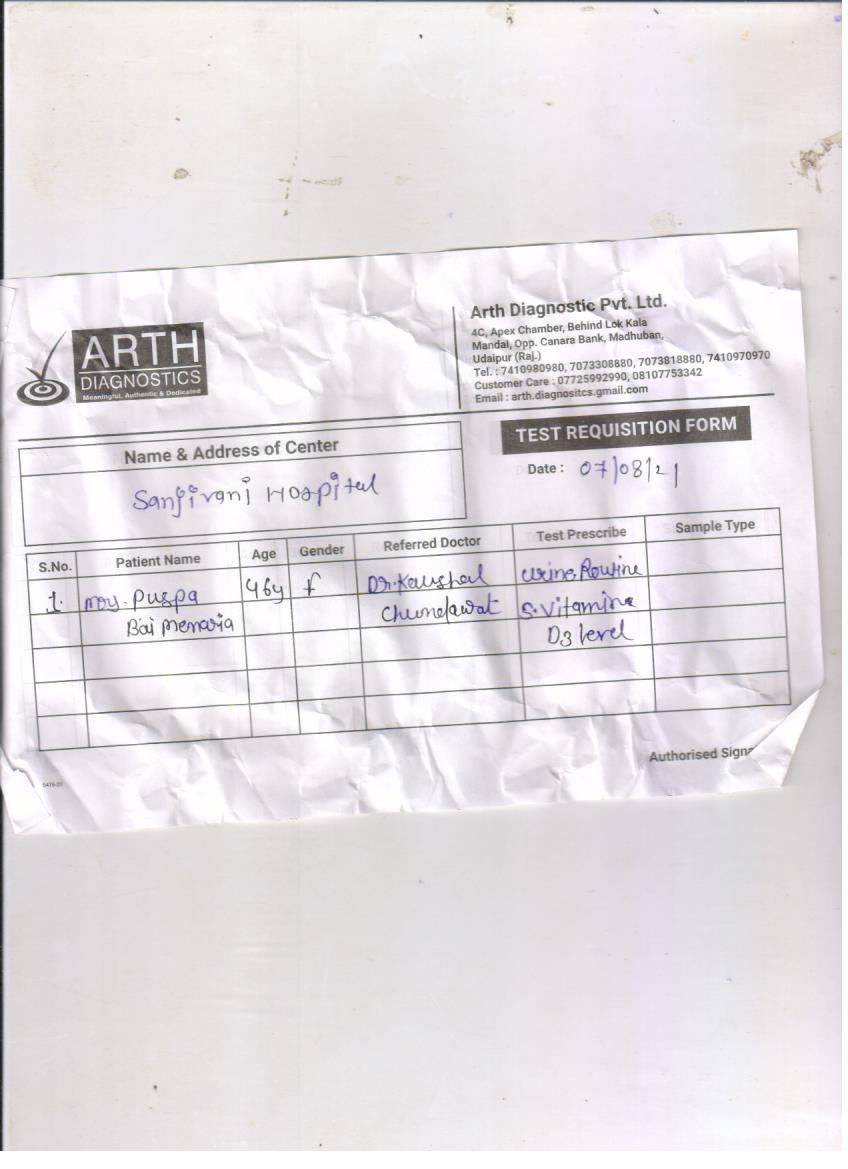 ARTH
DIAGNOSTICS
Meaningful, Authentic & Dedicated
Arth Diagnostic Pvt. Ltd.
4C, Apex Chamber, Behind Lok Kala
Mandal, Opp. Canara Bank, Madhuban,
Udaipur (Raj.)
Tel. : 7410980980, 7073308880, 7073818880, 7410970970
Customer Care : 07725992990, 08107753342
Email : arth.diagnositcs.gmail.com
Name & Address of Center
Sanjivani Hospital
TEST REQUISITION FORM
Date : 07/08/21
S.No. Patient Name Age Gender Referred Doctor Test Prescribe Sample Type
1. Puspa 46y f Dr. Kaushal urine Routine
Bai Menaria Chundawat S. Vitamine
D3 level
Authorised Signa
5478-20